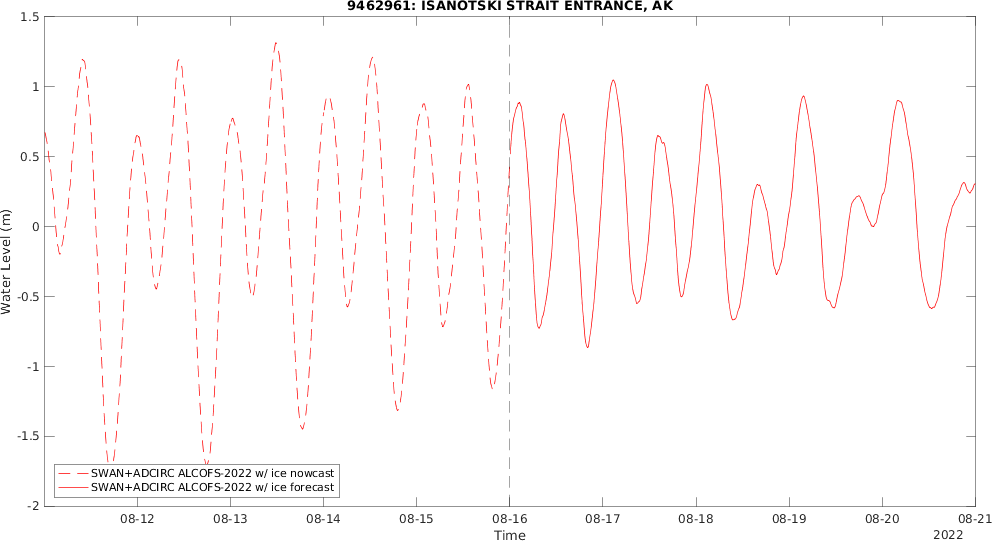 9462961: ISANOTSKI STRAIT ENTRANCE, AK
1.5
1
0.5
0
-0.5
-1
-1.5
-2
Water Level (m)
SWAN+ADCIRC ALCOFS-2022 w/ ice nowcast
SWAN+ADCIRC ALCOFS-2022 w/ ice forecast
08-12 08-13 08-14 08-15 08-16 08-17 08-18 08-19 08-20 08-21
Time
2022